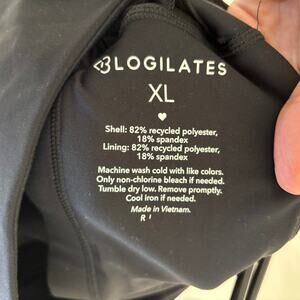 BLOGILATES
XL
Shell: 82% recycled polyester,
18% spandex
Lining: 82% recycled polyester,
18% spandex
Machine wash cold with like colors.
Only non-chlorine bleach if needed.
Tumble dry low. Remove promptly.
Cool iron if needed.
Made in Vietnam.
R